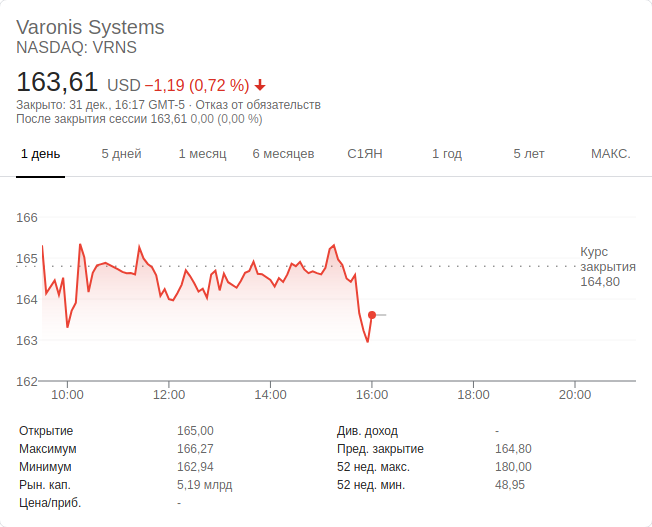 Varonis Systems
NASDAQ: VRNS
163,61 USD −1,19 (0,72 %)
Закрыто: 31 дек., 16:17 GMT-5 · Отказ от обязательств
После закрытия сессии 163,61 0,00 (0,00 %)
1 день 5 дней 1 месяц 6 месяцев С1ЯН 1 год 5 лет МАКС.
166
165
164
163
162
Курс
закрытия
164,80
10:00 12:00 14:00 16:00 18:00 20:00
Открытие 165,00 Див. доход -
Максимум 166,27 Пред. закрытие 164,80
Минимум 162,94 52 нед. макс. 180,00
Рын. кап. 5,19 млрд 52 нед. мин. 48,95
Цена/приб. -